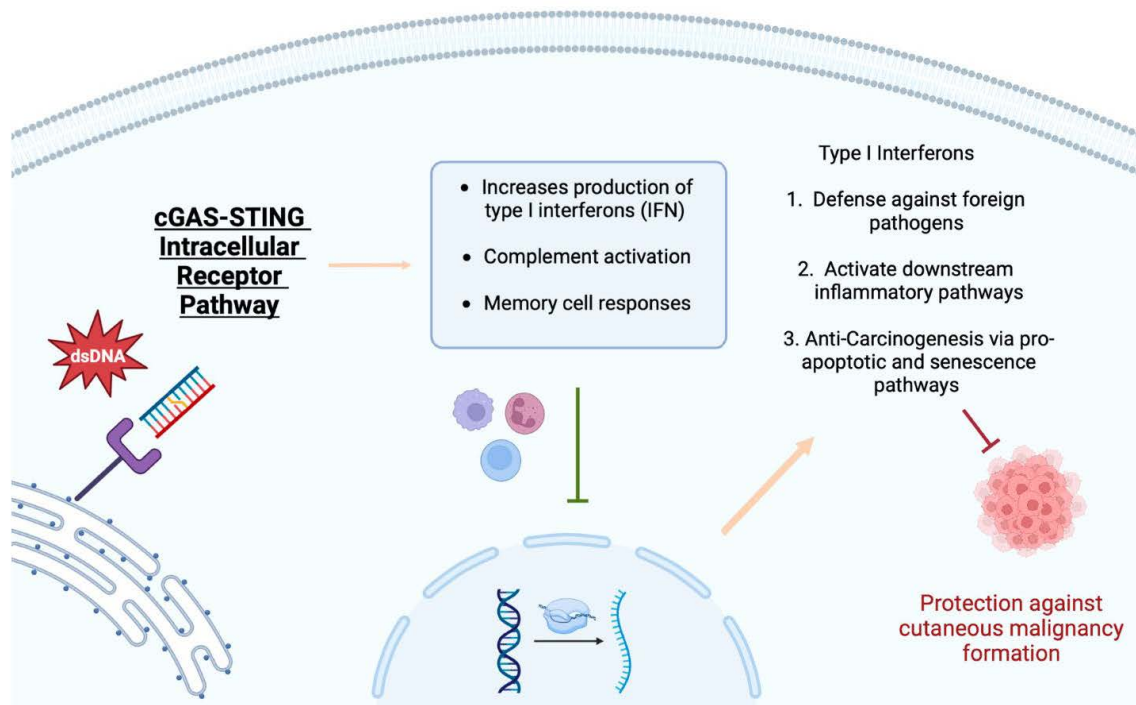 cGAS-STING
Intracellular
Receptor
Pathway
dsDNA
• Increases production of
type I interferons (IFN)
• Complement activation
• Memory cell responses
Type I Interferons
1. Defense against foreign
pathogens
2. Activate downstream
inflammatory pathways
3. Anti-Carcinogenesis via pro-
apoptotic and senescence
pathways
Protection against
cutaneous malignancy
formation